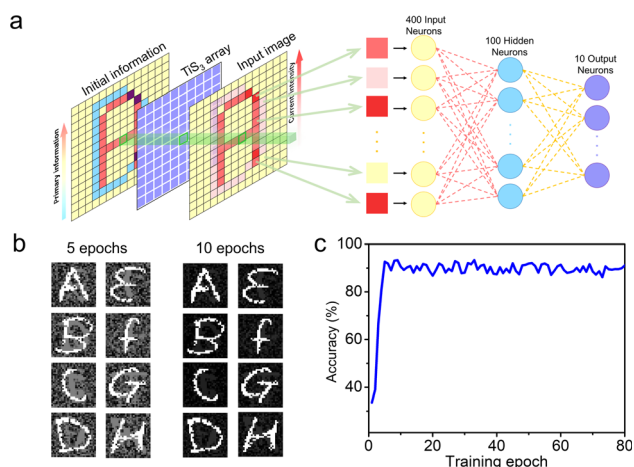 a
Initial information
TiS₃ array
Input image
Primary information
Current intensity
400 Input
Neurons
100 Hidden
Neurons
10 Output
Neurons
b
5 epochs
10 epochs
A E
B f
C G
D H
A E
B f
C G
D H
c
Accuracy (%)
100
80
60
40
0
20
40
60
80
Training epoch